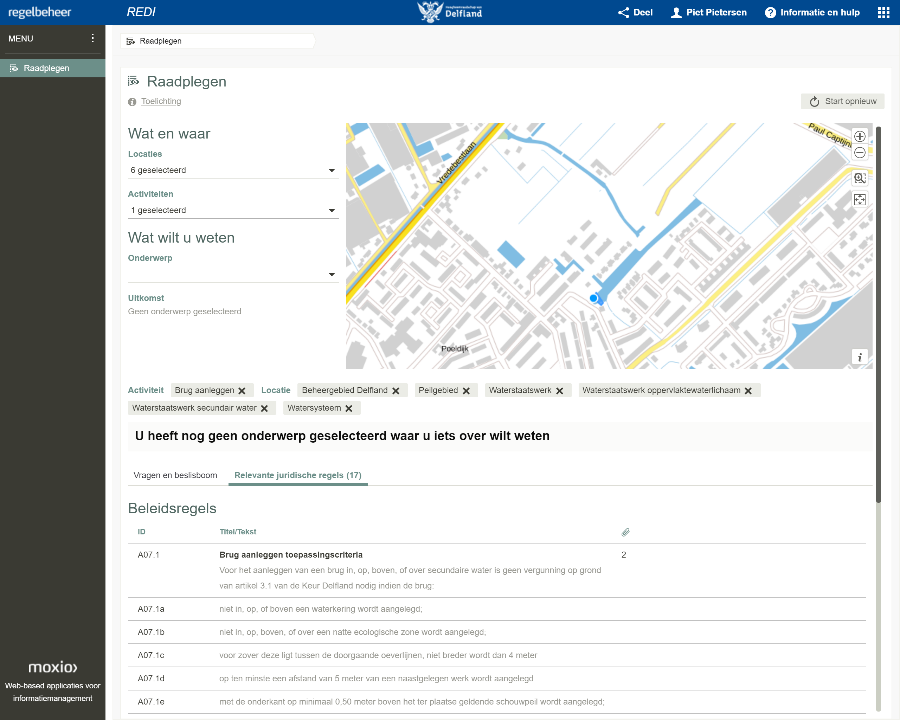 regelbeheer
REDI
Hoogheemraadschap van
Delfland
Deel
Piet Pietersen
Informatie en hulp
MENU
Raadplegen
Raadplegen
Raadplegen
Toelichting
Start opnieuw
Wat en waar
Locaties
6 geselecteerd
Activiteiten
1 geselecteerd
Wat wilt u weten
Onderwerp
Uitkomst
Geen onderwerp geselecteerd
Vredebestlaan
Paul Captijn
Poeldijk
i
Activiteit Brug aanleggen Locatie Beheergebied Delfland Peilgebied Waterstaatswerk Waterstaatswerk oppervlaktewaterlichaam
Waterstaatswerk secundair water Watersysteem
U heeft nog geen onderwerp geselecteerd waar u iets over wilt weten
Vragen en beslisboom Relevante juridische regels (17)
Beleidsregels
ID Titel/Tekst
A07.1 Brug aanleggen toepassingscriteria 2
Voor het aanleggen van een brug in, op, boven, of over secundaire water is geen vergunning op grond
van artikel 3.1 van de Keur Delfland nodig indien de brug:
A07.1a niet in, op, of boven een waterkering wordt aangelegd;
A07.1b niet in, op, boven, of over een natte ecologische zone wordt aangelegd;
A07.1c voor zover deze ligt tussen de doorgaande oeverlijnen, niet breder wordt dan 4 meter
A07.1d op ten minste een afstand van 5 meter van een naastgelegen werk wordt aangelegd
A07.1e met de onderkant op minimaal 0,50 meter boven het ter plaatse geldende schouwpeil wordt aangelegd;
moxio
Web-based applicaties voor
informatiemanagement